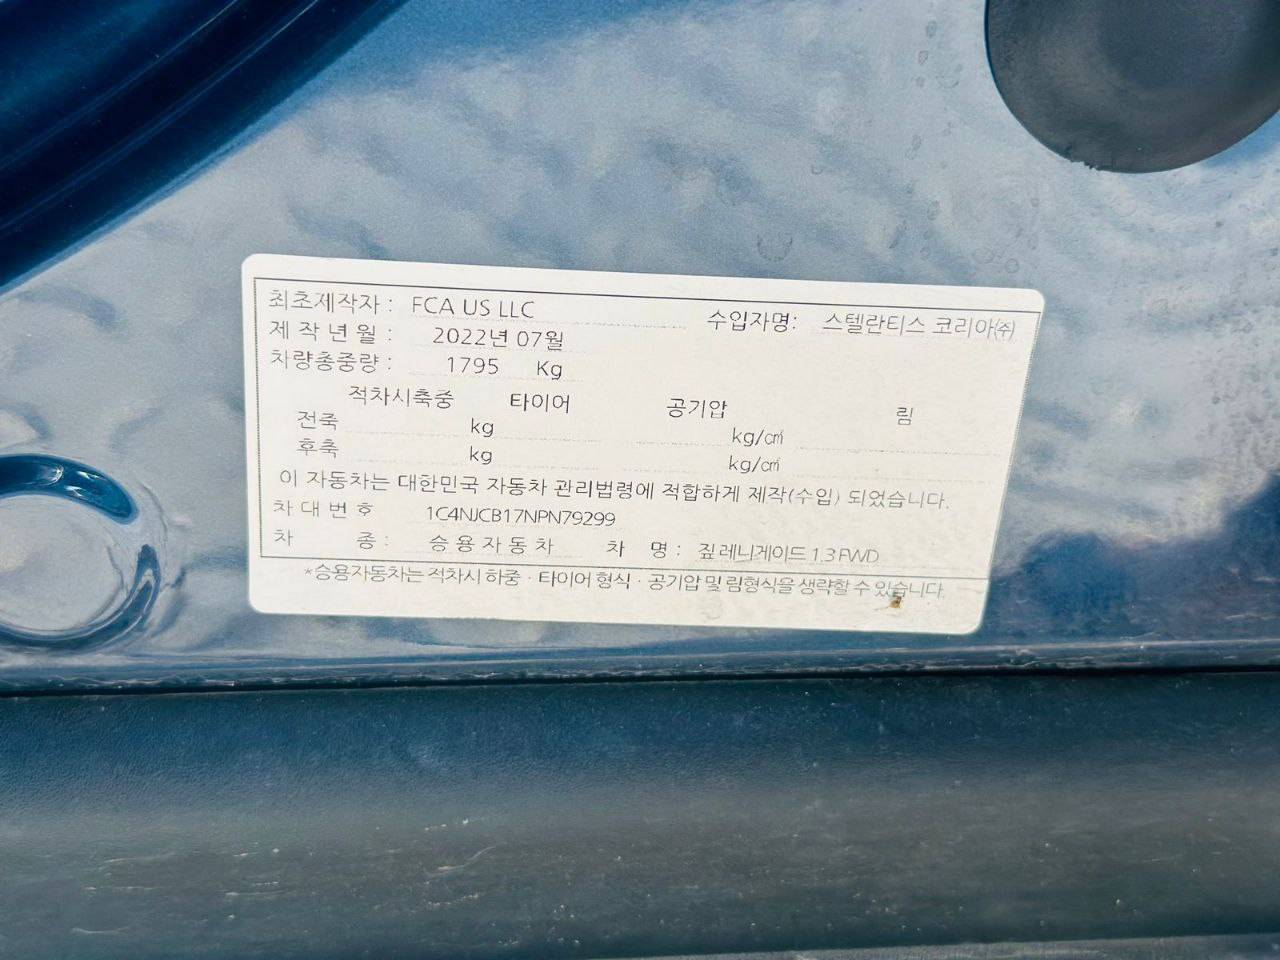 최초제작자 : FCA US LLC 수입자명: 스텔란티스 코리아㈜
제 작 년 월 : 2022년 07월
차량총중량 : 1795 Kg
적차시축중 타이어 공기압 림
전축 kg kg/㎠
후축 kg kg/㎠
이 자동차는 대한민국 자동차 관리법령에 적합하게 제작(수입) 되었습니다.
차 대 번 호 1C4NJCB17NPN79299
차 종 : 승 용 자 동 차 차 명 : 짚 레니게이드 1.3 FWD
*승용자동차는 적차시 하중 · 타이어 형식 · 공기압 및 림형식을 생략할 수 있습니다.